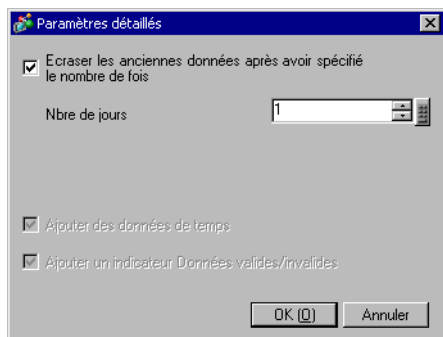 Paramètres détaillés
Ecraser les anciennes données après avoir spécifié
le nombre de fois
Nbre de jours
1
Ajouter des données de temps
Ajouter un indicateur Données valides/invalides
OK (O)
Annuler